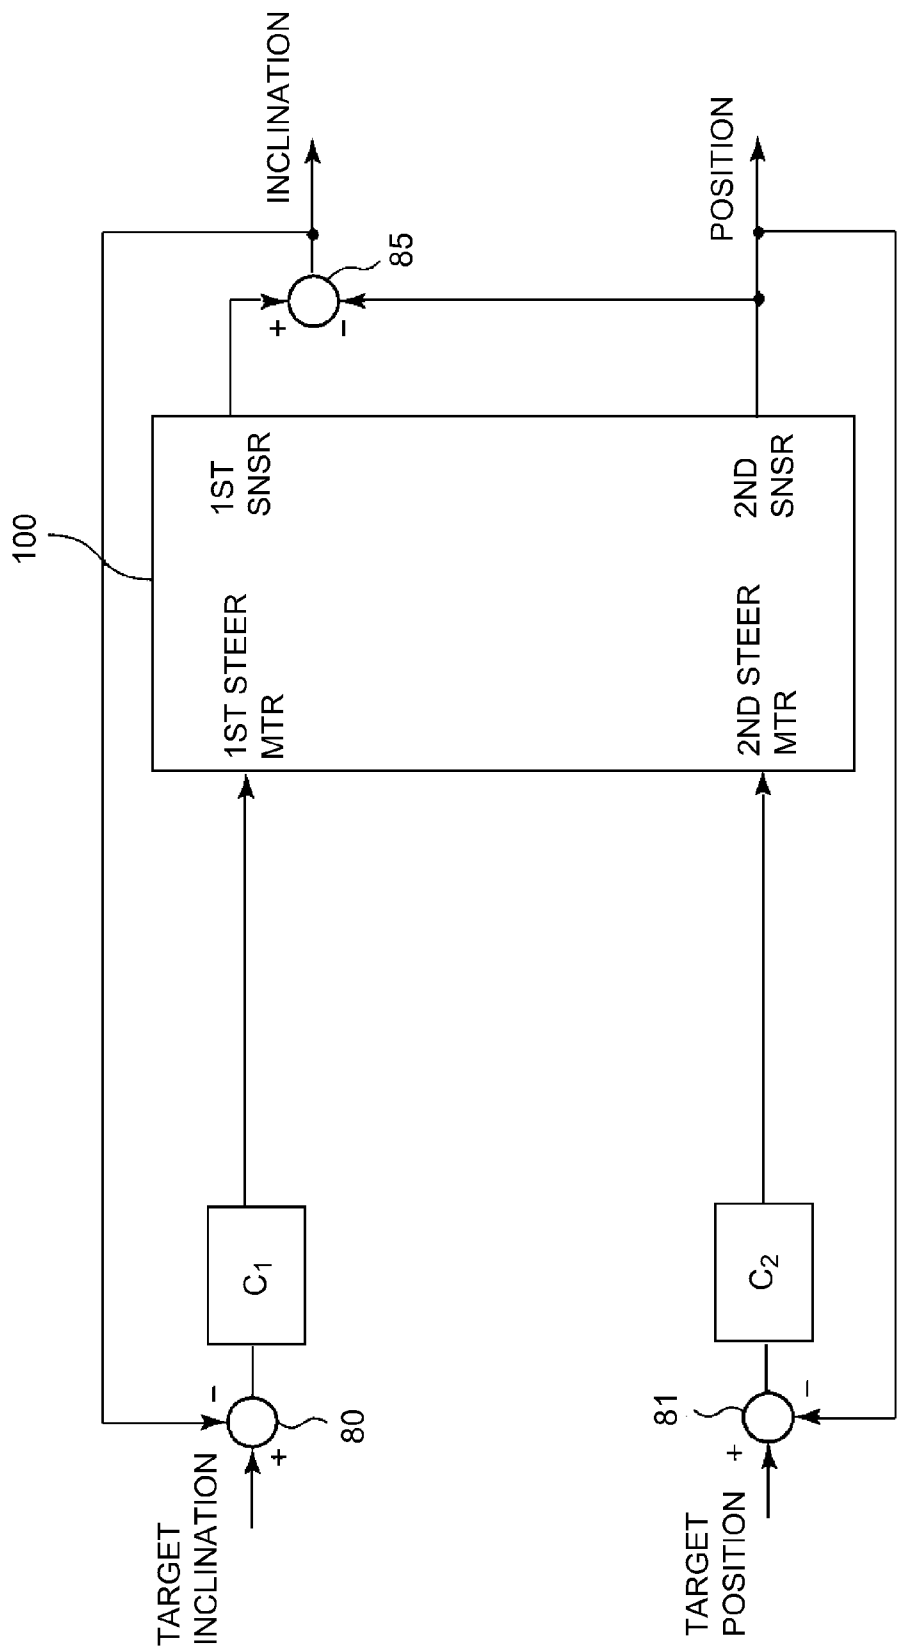 TARGET
INCLINATION
+
−
80
C1
100
1ST STEER
MTR
1ST
SNSR
+
−
85
INCLINATION
TARGET
POSITION
+
−
81
C2
2ND STEER
MTR
2ND
SNSR
POSITION